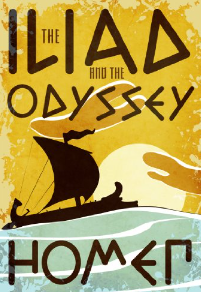 THE
ILIAD
AND THE
ODYSSEY
HOMER